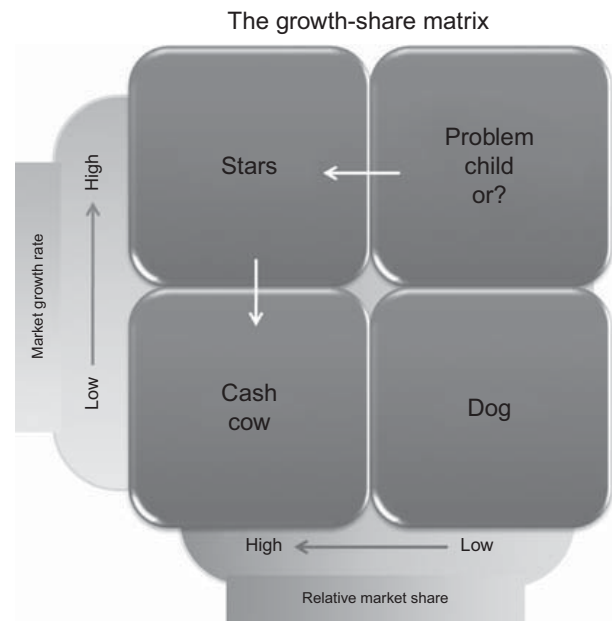 The growth-share matrix
High
Market growth rate
Low
Stars
Problem
child
or?
Cash
cow
Dog
High
Low
Relative market share